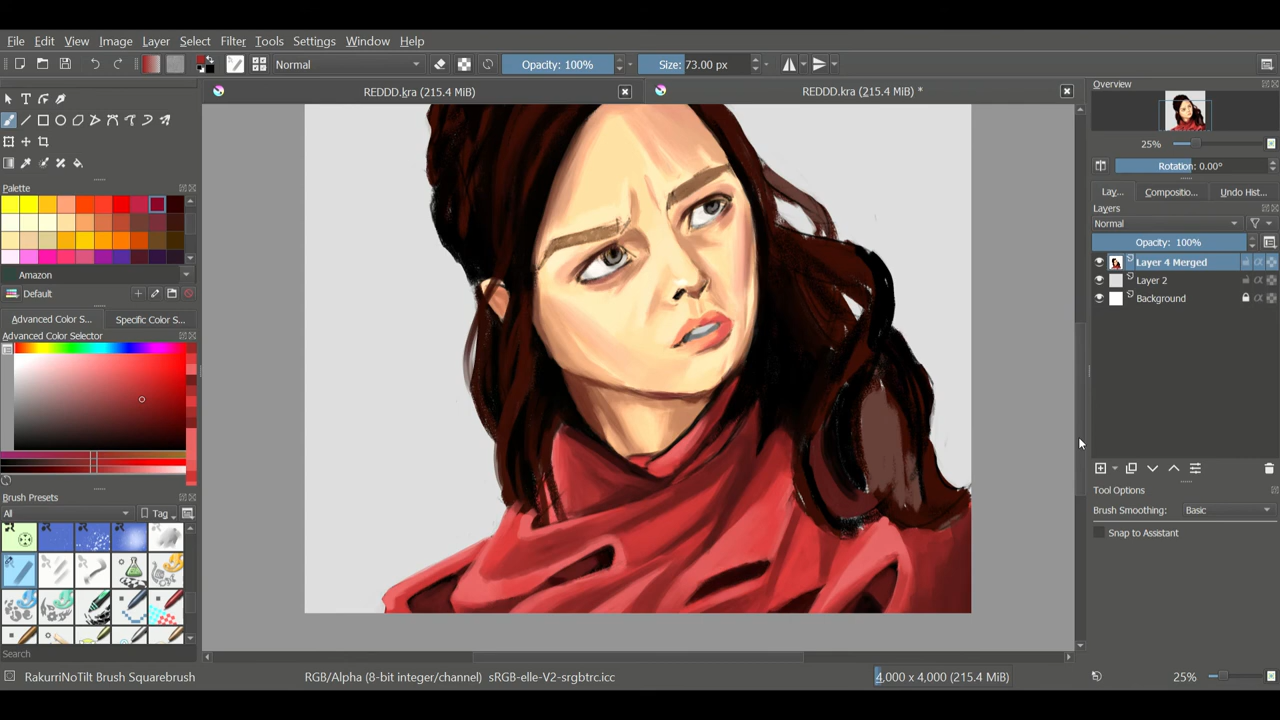 File Edit View Image Layer Select Filter Tools Settings Window Help
Normal Opacity: 100% Size: 73.00 px
REDDD.kra (215.4 MiB) REDDD.kra (215.4 MiB) *
Overview
25%
Rotation: 0.00°
Palette
Lay... Compositio... Undo Hist...
Layers
Normal
Opacity: 100%
Layer 4 Merged
Layer 2
Background
Amazon
Default
Advanced Color S... Specific Color S...
Advanced Color Selector
Brush Presets
All Tag
Tool Options
Brush Smoothing: Basic
Snap to Assistant
Search
RakurriNoTilt Brush Squarebrush RGB/Alpha (8-bit integer/channel) sRGB-elle-V2-srgbtrc.icc 4,000 x 4,000 (215.4 MiB) 25%